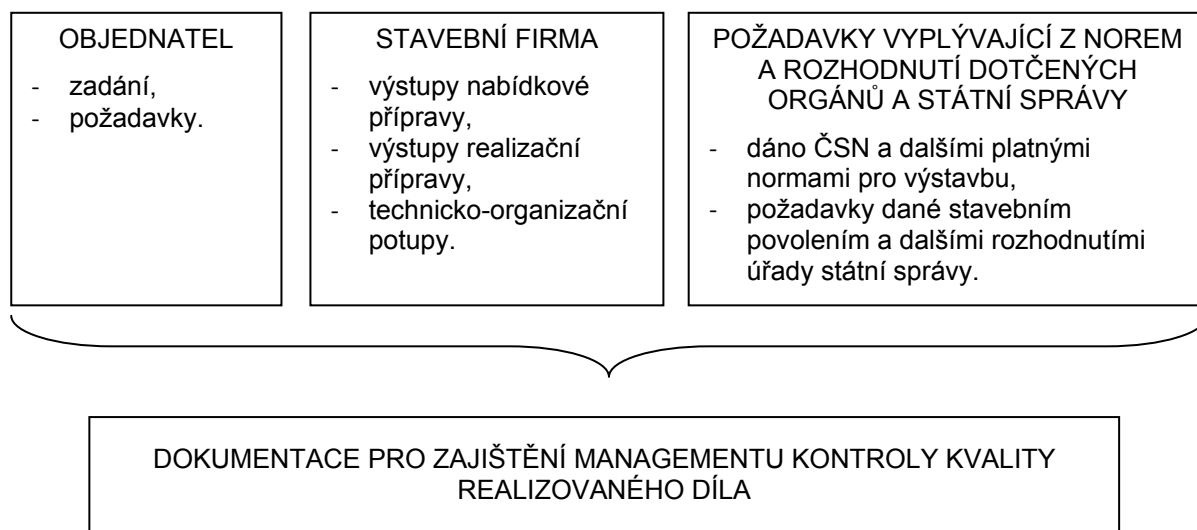 OBJEDNATEL
- zadání,
- požadavky.
STAVEBNÍ FIRMA
- výstupy nabídkové
přípravy,
- výstupy realizační
přípravy,
- technicko-organizační
potupy.
POŽADAVKY VYPLÝVAJÍCÍ Z NOREM
A ROZHODNUTÍ DOTČENÝCH
ORGÁNŮ A STÁTNÍ SPRÁVY
- dáno ČSN a dalšími platnými
normami pro výstavbu,
- požadavky dané stavebním
povolením a dalšími rozhodnutími
úřady státní správy.
DOKUMENTACE PRO ZAJIŠTĚNÍ MANAGEMENTU KONTROLY KVALITY
REALIZOVANÉHO DÍLA